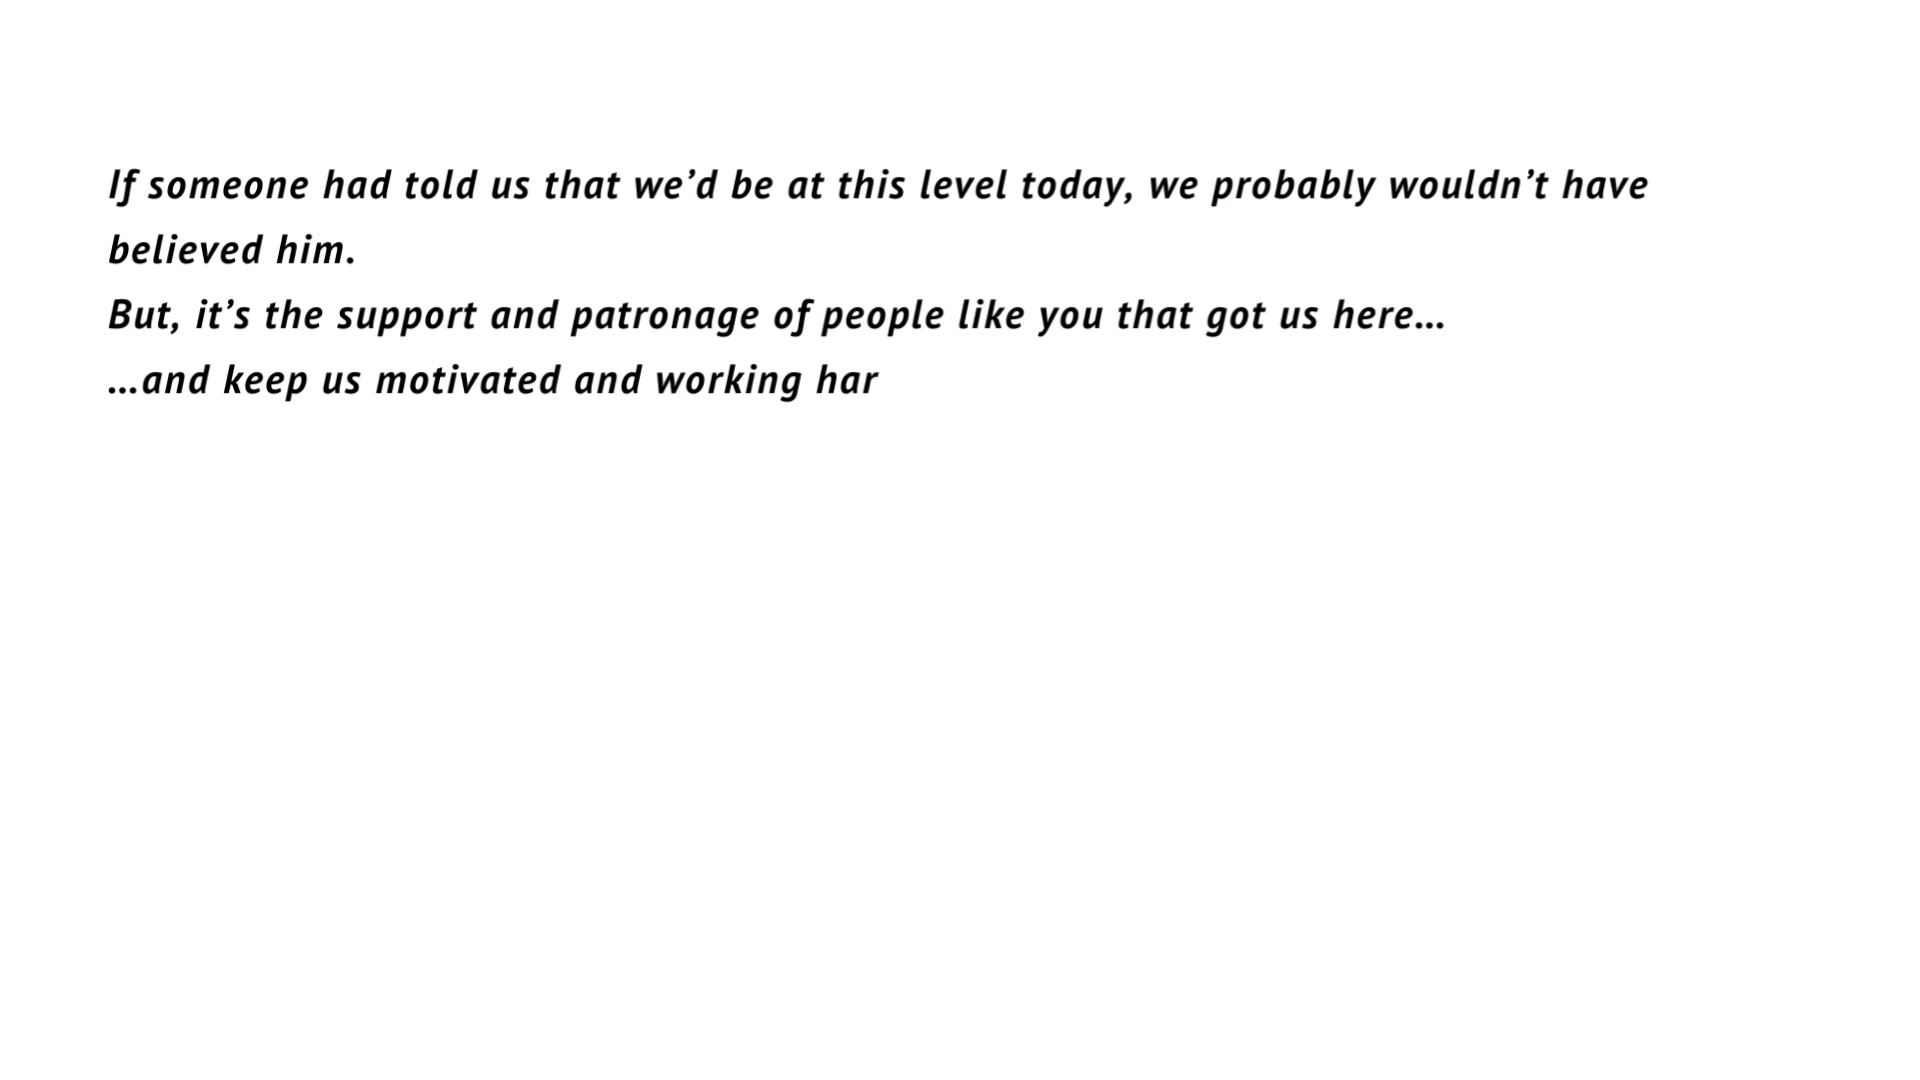 If someone had told us that we’d be at this level today, we probably wouldn’t have
believed him.
But, it’s the support and patronage of people like you that got us here…
…and keep us motivated and working har